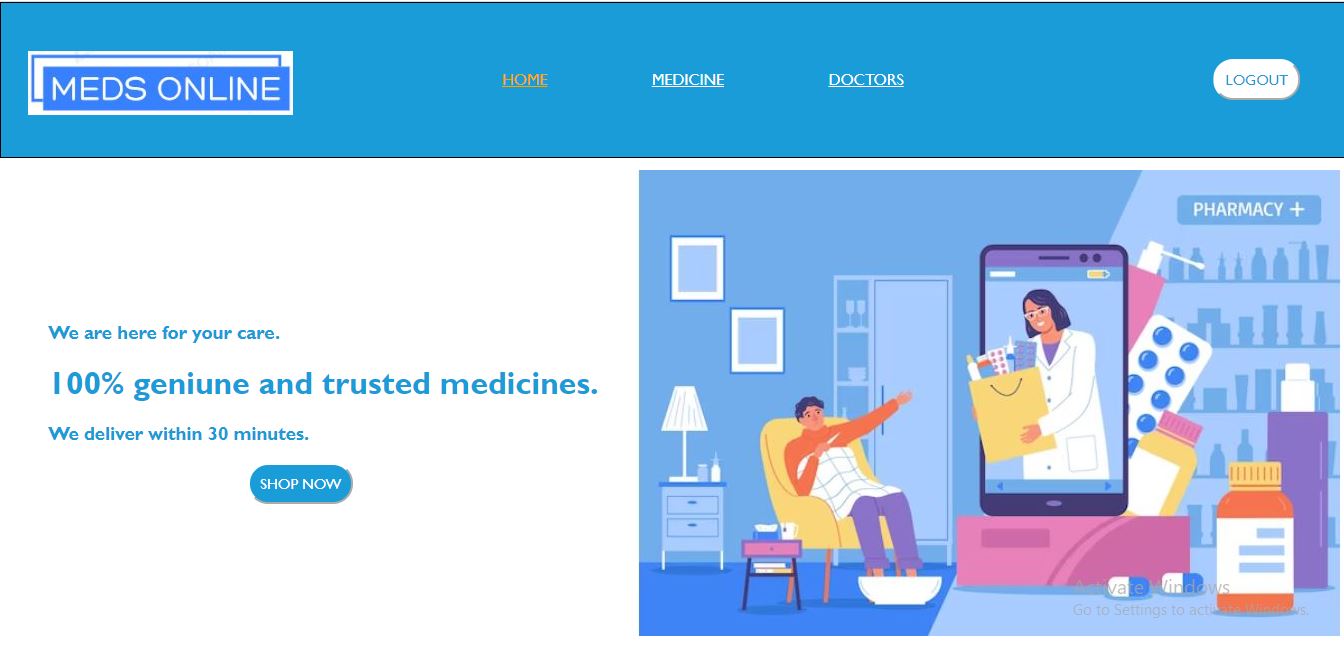 MEDS ONLINE
HOME
MEDICINE
DOCTORS
LOGOUT
PHARMACY +
We are here for your care.
100% geniune and trusted medicines.
We deliver within 30 minutes.
SHOP NOW
Activate Windows
Go to Settings to activate Windows.